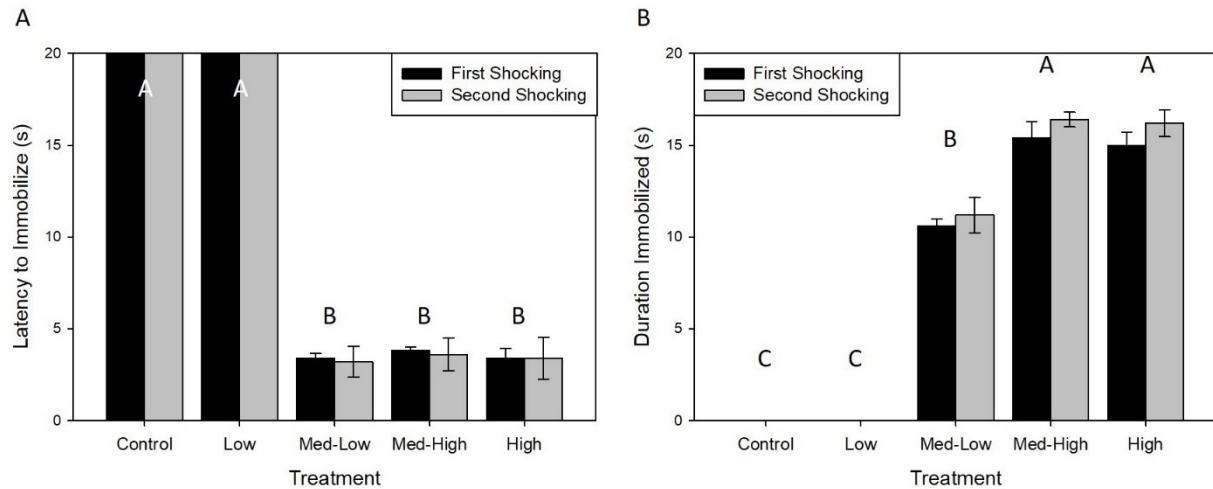 A
Latency to Immobilize (s)
20
15
10
5
0
First Shocking
Second Shocking
A
A
B
B
B
Control
Low
Med-Low
Med-High
High
Treatment
B
Duration Immobilized (s)
20
15
10
5
0
First Shocking
Second Shocking
C
C
B
A
A
Control
Low
Med-Low
Med-High
High
Treatment